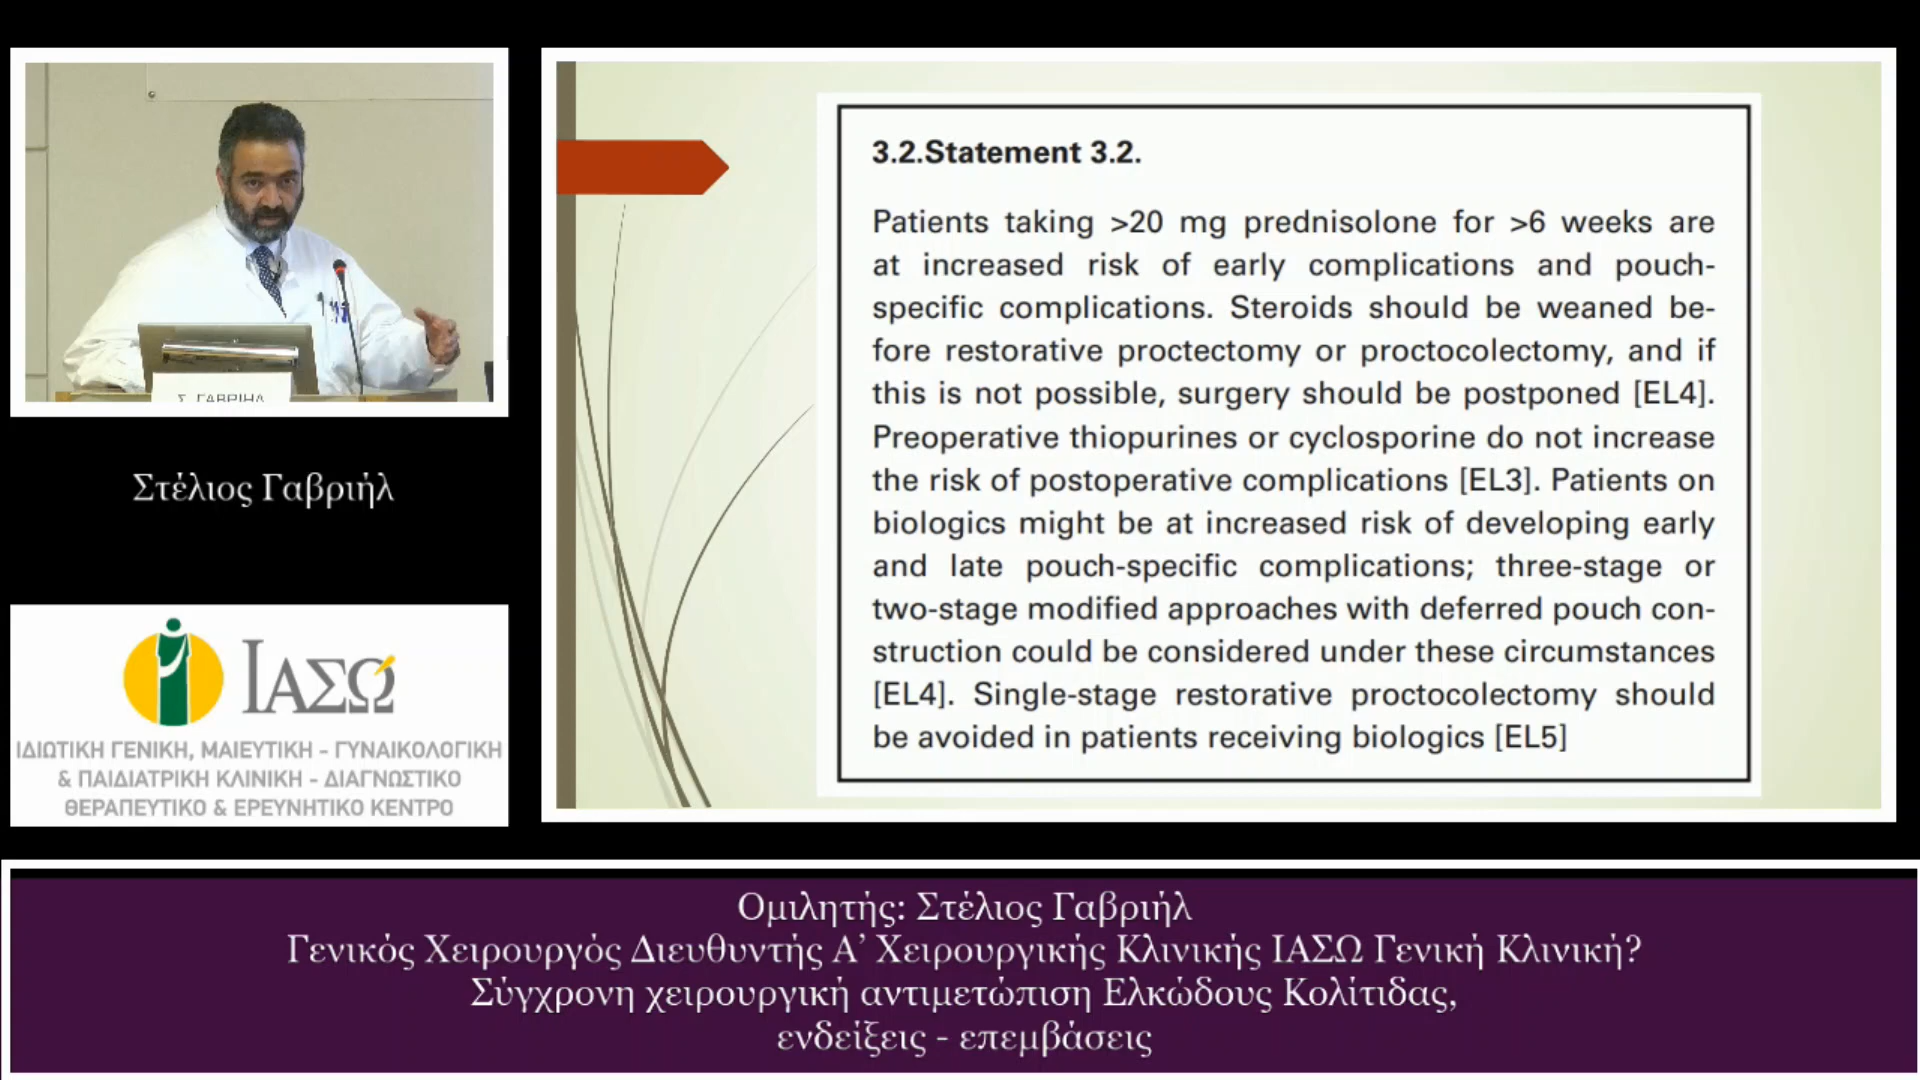 Σ. ΓΑΒΡΙΗΛ
Στέλιος Γαβριήλ
ΙΑΣΩ
ΙΔΙΩΤΙΚΗ ΓΕΝΙΚΗ, ΜΑΙΕΥΤΙΚΗ - ΓΥΝΑΙΚΟΛΟΓΙΚΗ
& ΠΑΙΔΙΑΤΡΙΚΗ ΚΛΙΝΙΚΗ - ΔΙΑΓΝΩΣΤΙΚΟ
ΘΕΡΑΠΕΥΤΙΚΟ & ΕΡΕΥΝΗΤΙΚΟ ΚΕΝΤΡΟ
3.2.Statement 3.2.
Patients taking >20 mg prednisolone for >6 weeks are
at increased risk of early complications and pouch-
specific complications. Steroids should be weaned be-
fore restorative proctectomy or proctocolectomy, and if
this is not possible, surgery should be postponed [EL4].
Preoperative thiopurines or cyclosporine do not increase
the risk of postoperative complications [EL3]. Patients on
biologics might be at increased risk of developing early
and late pouch-specific complications; three-stage or
two-stage modified approaches with deferred pouch con-
struction could be considered under these circumstances
[EL4]. Single-stage restorative proctocolectomy should
be avoided in patients receiving biologics [EL5]
Ομιλητής: Στέλιος Γαβριήλ
Γενικός Χειρουργός Διευθυντής Α’ Χειρουργικής Κλινικής ΙΑΣΩ Γενική Κλινική?
Σύγχρονη χειρουργική αντιμετώπιση Ελκώδους Κολίτιδας,
ενδείξεις - επεμβάσεις